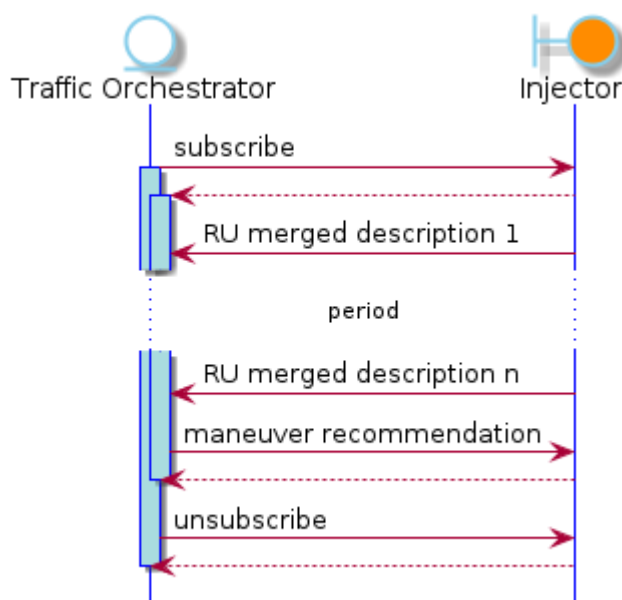 Traffic Orchestrator
Injector
subscribe
RU merged description 1
period
RU merged description n
maneuver recommendation
unsubscribe